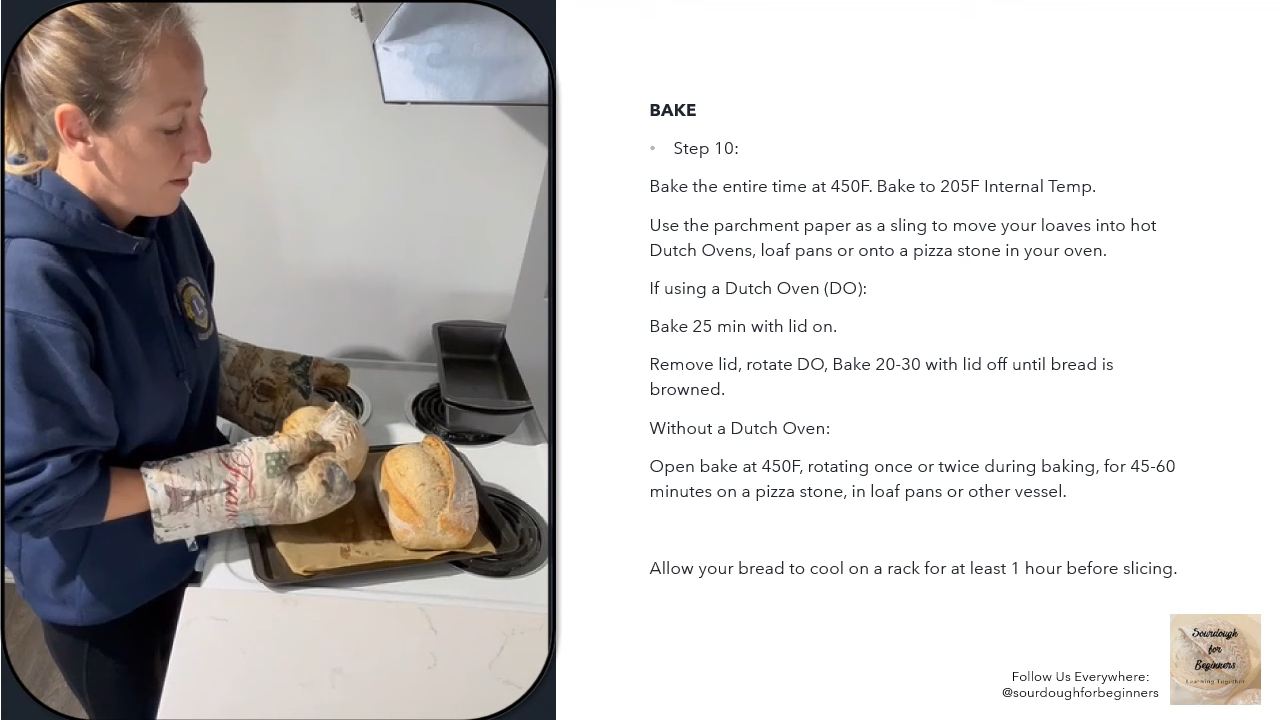 BAKE
• Step 10:
Bake the entire time at 450F. Bake to 205F Internal Temp.
Use the parchment paper as a sling to move your loaves into hot
Dutch Ovens, loaf pans or onto a pizza stone in your oven.
If using a Dutch Oven (DO):
Bake 25 min with lid on.
Remove lid, rotate DO, Bake 20-30 with lid off until bread is
browned.
Without a Dutch Oven:
Open bake at 450F, rotating once or twice during baking, for 45-60
minutes on a pizza stone, in loaf pans or other vessel.
Allow your bread to cool on a rack for at least 1 hour before slicing.
Follow Us Everywhere:
@sourdoughforbeginners
Sourdough
for
Beginners
Learning Together